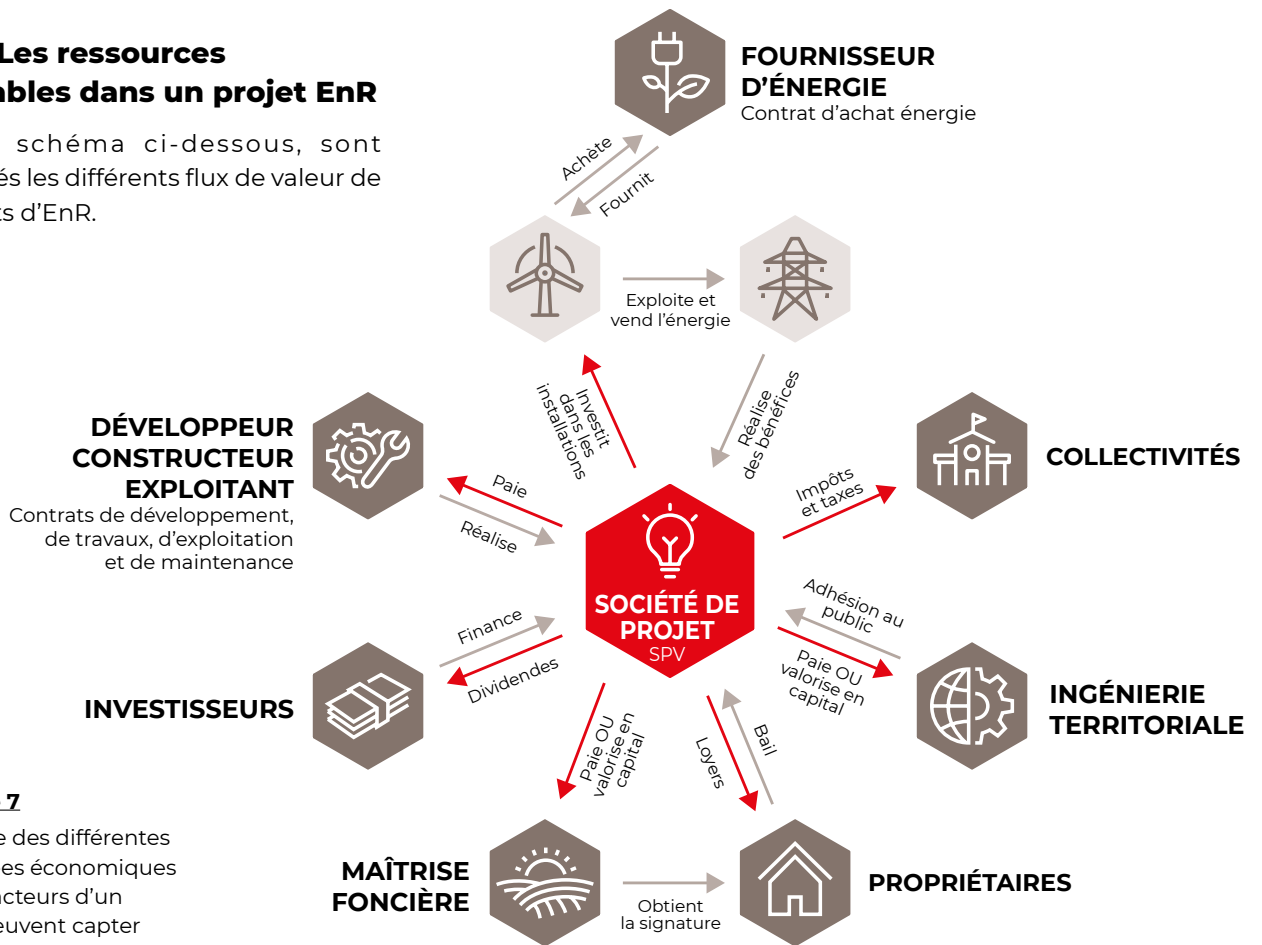 Les ressources
ables dans un projet EnR
schéma ci-dessous, sont
és les différents flux de valeur de
ts d'EnR.
FOURNISSEUR
D'ÉNERGIE
Contrat d'achat énergie
Achète
Fournit
Exploite et
vend l'énergie
Investit
dans les
installations
Réalise
des bénéfices
DÉVELOPPEUR
CONSTRUCTEUR
EXPLOITANT
Contrats de développement,
de travaux, d'exploitation
et de maintenance
Paie
Réalise
Impôts
et taxes
COLLECTIVITÉS
SOCIÉTÉ DE
PROJET
SPV
Finance
Dividendes
INVESTISSEURS
Adhésion au
public
Paie OU
valorise en
capital
INGÉNIERIE
TERRITORIALE
Paie OU
valorise en
capital
Loyers
Bail
MAÎTRISE
FONCIÈRE
Obtient
la signature
PROPRIÉTAIRES
7
e des différentes
es économiques
acteurs d'un
euvent capter